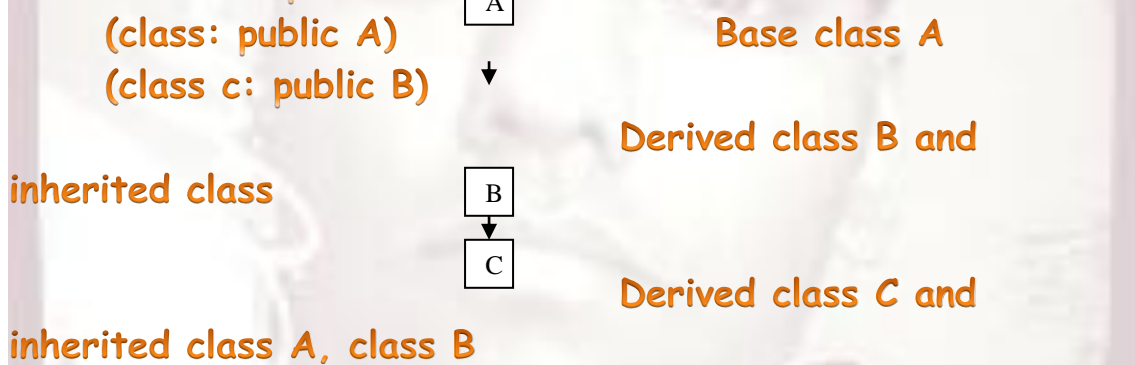 A
(class: public A) Base class A
(class c: public B)
Derived class B and
inherited class B
C
Derived class C and
inherited class A, class B